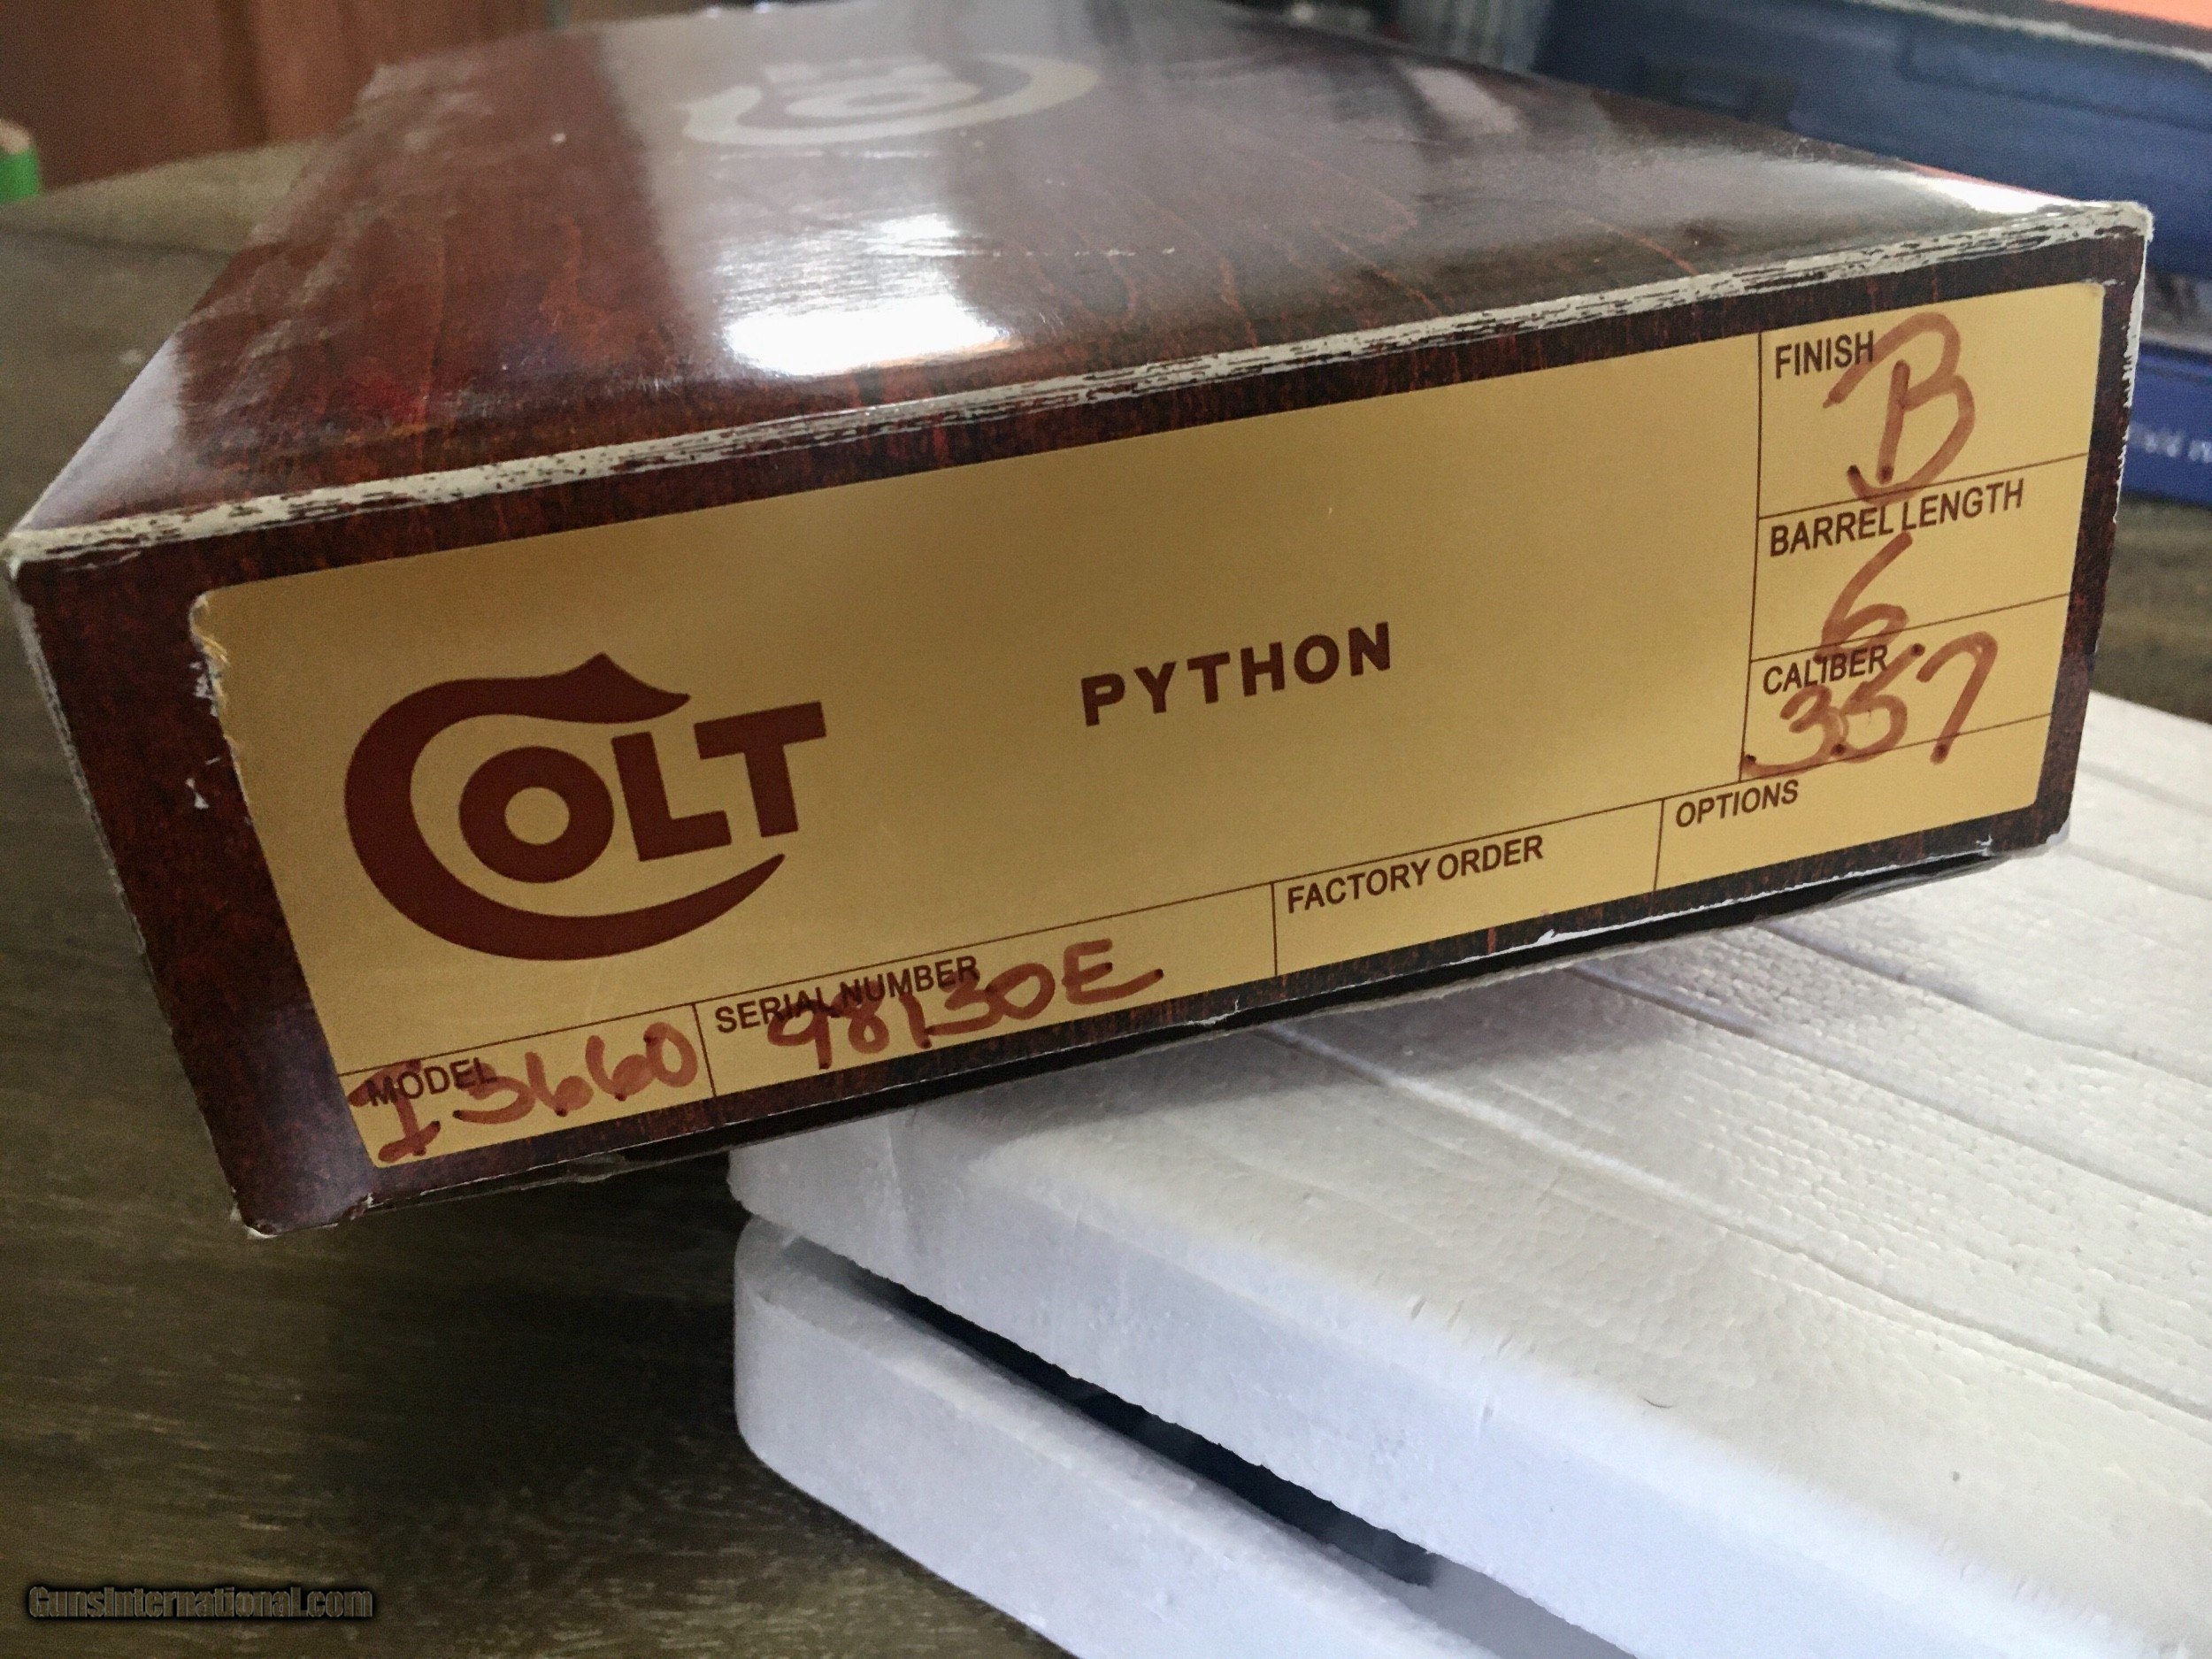 FINISH
B
BARREL LENGTH
6
CALIBER
.357
COLT
PYTHON
OPTIONS
FACTORY ORDER
SERIAL NUMBER
98130E
MODEL
I3660
GunsInternational.com